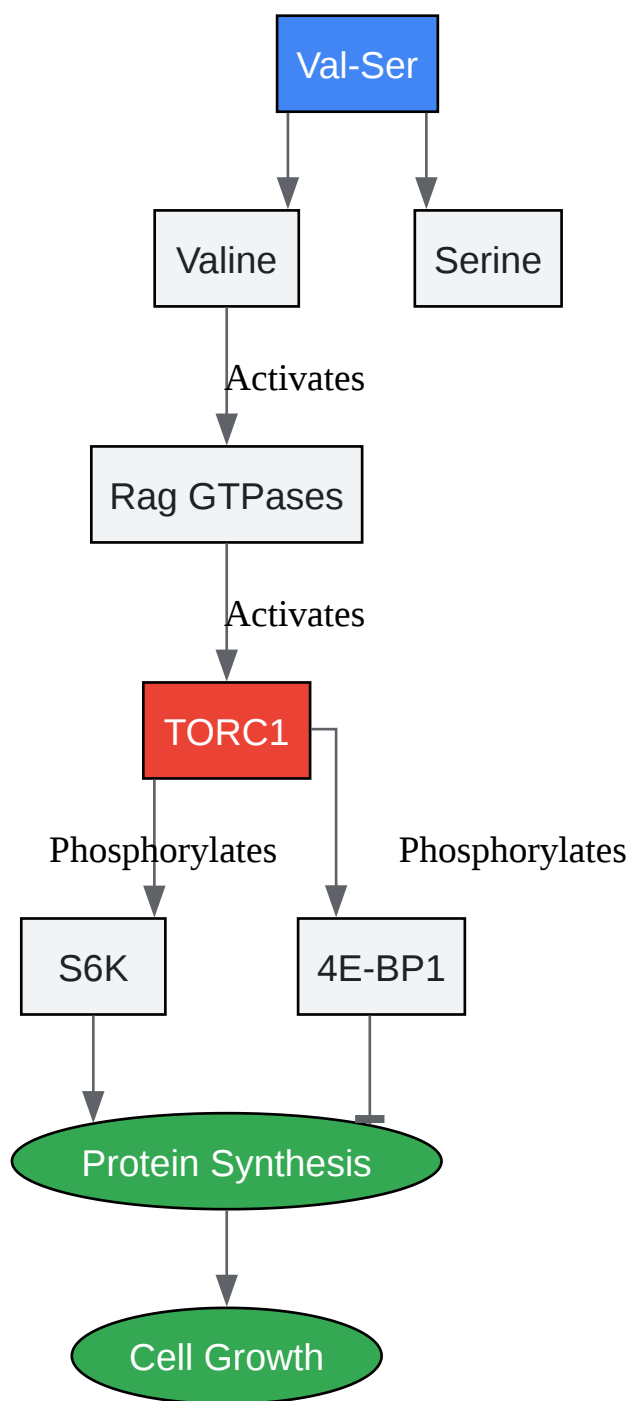 Val-Ser
Valine
Serine
Activates
Rag GTPases
Activates
TORC1
Phosphorylates
Phosphorylates
S6K
4E-BP1
Protein Synthesis
Cell Growth